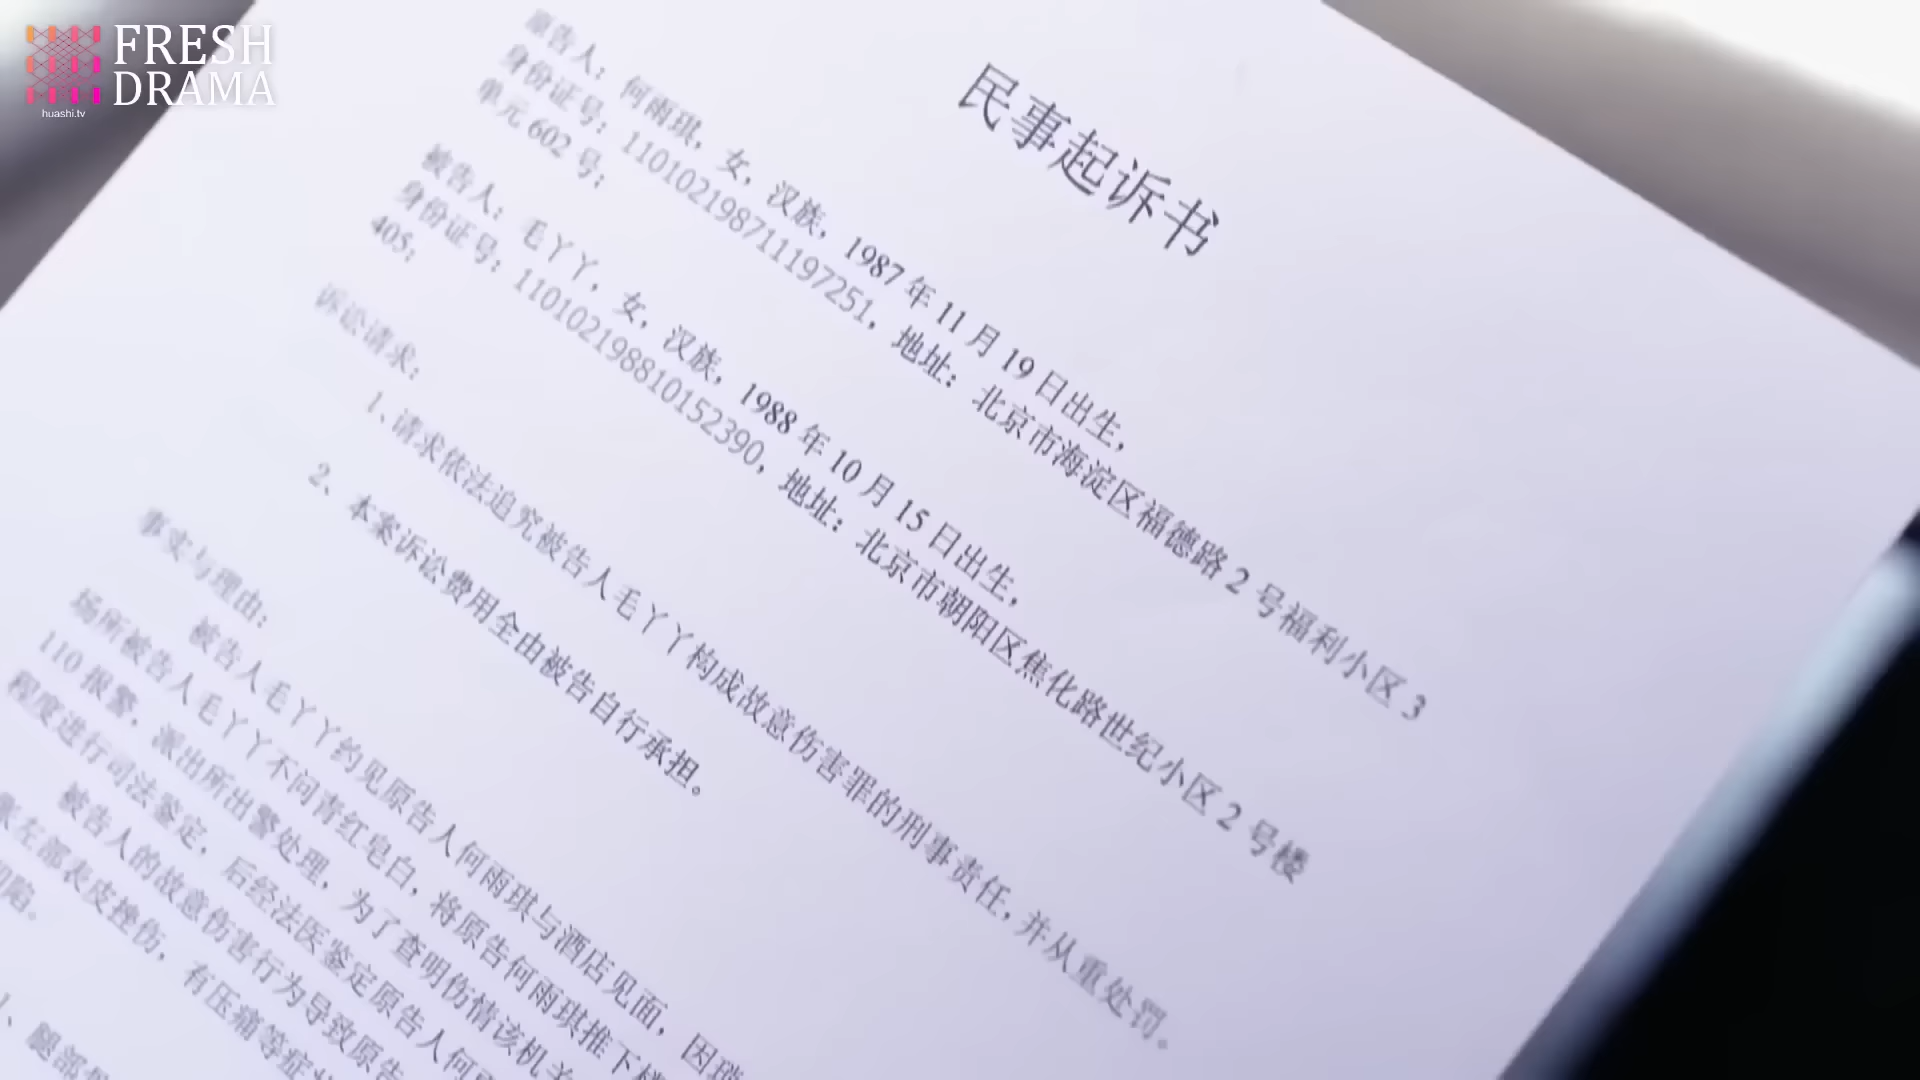 FRESH
DRAMA
huashi.tv
民事起诉书
原告人：何雨琪，女，汉族，1987年11月19日出生，
身份证号：110102198711197251，地址：北京市海淀区福德路2号福利小区3
单元602号；
被告人：毛丫丫，女，汉族，1988年10月15日出生，
身份证号：110102198810152390，地址：北京市朝阳区焦化路世纪小区2号楼
405；
诉讼请求：
1、请求依法追究被告人毛丫丫构成故意伤害罪的刑事责任，并从重处罚。
2、本案诉讼费用全由被告自行承担。
事实与理由：
被告人毛丫丫约见原告人何雨琪与酒店见面，因琐
场所被告人毛丫丫不问青红皂白，将原告何雨琪推下楼
110报警，派出所出警处理，为了查明伤情该机关
程度进行司法鉴定，后经法医鉴定原告人何雨
被告人的故意伤害行为导致原告
左部表皮挫伤，有压痛等症状
凹陷。
1、腿部损